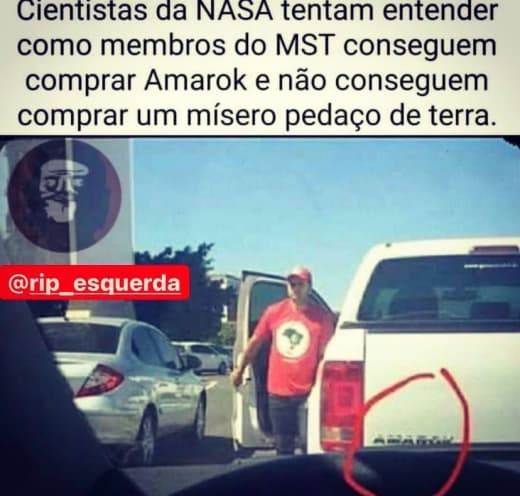 Cientistas da NASA tentam entender
como membros do MST conseguem
comprar Amarok e não conseguem
comprar um mísero pedaço de terra.
@rip_esquerda
AMAROK